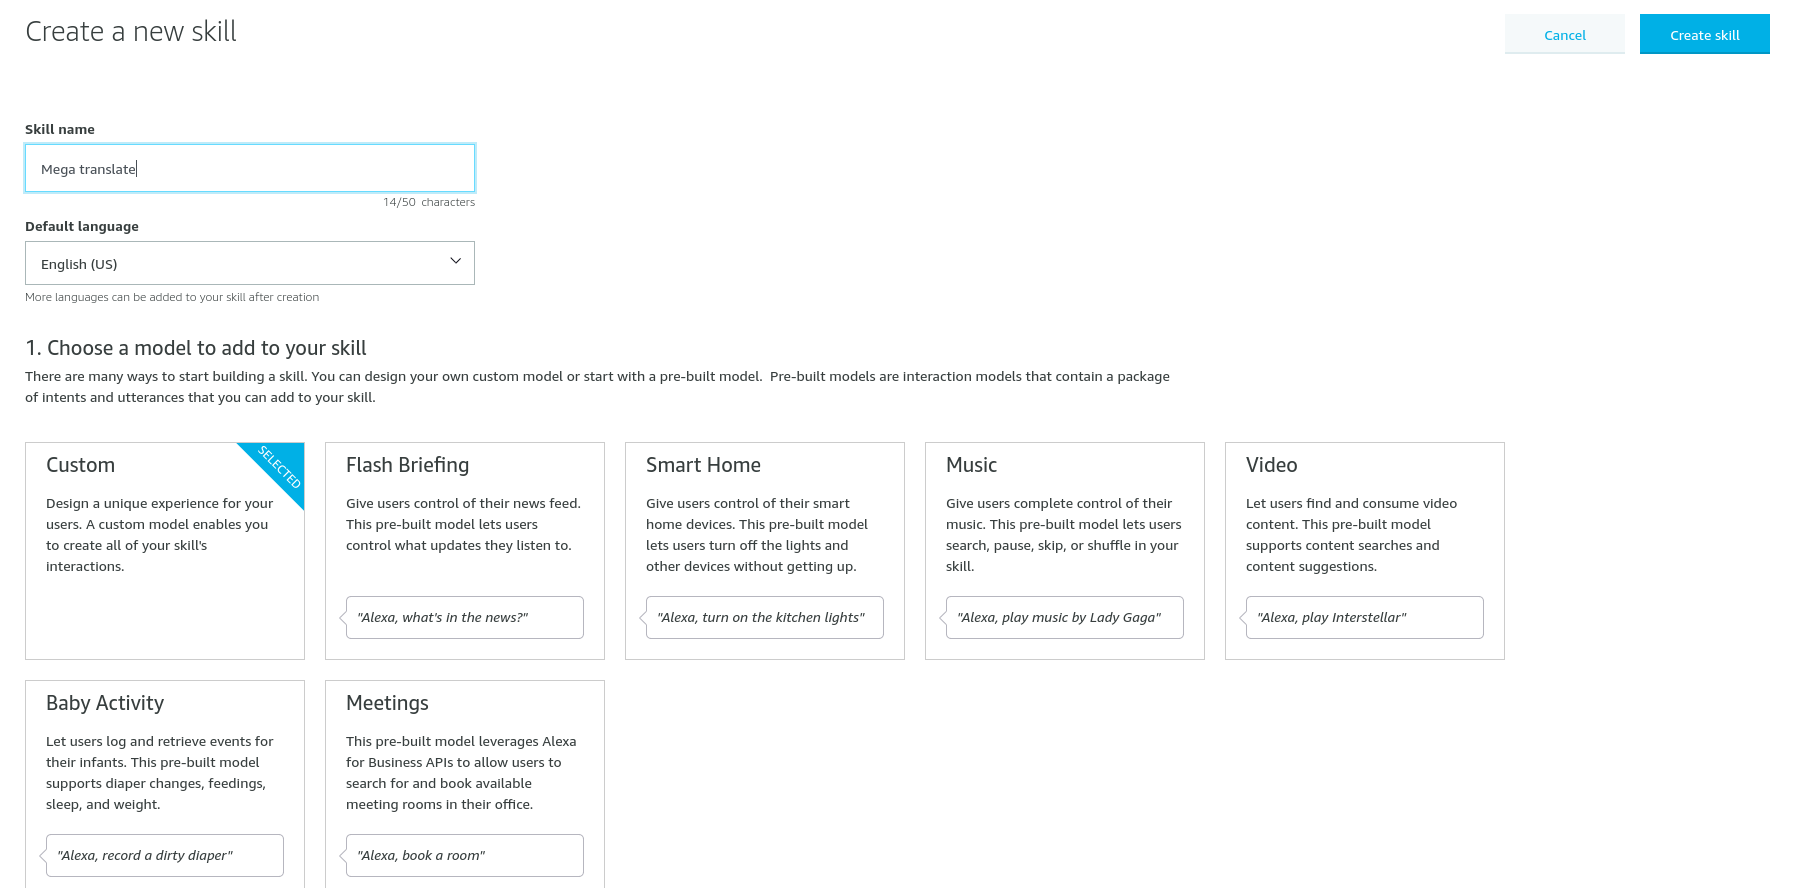 Create a new skill
Cancel
Create skill
Skill name
Mega translate
14/50 characters
Default language
English (US)
More languages can be added to your skill after creation
1. Choose a model to add to your skill
There are many ways to start building a skill. You can design your own custom model or start with a pre-built model. Pre-built models are interaction models that contain a package
of intents and utterances that you can add to your skill.
Custom
SELECTED
Design a unique experience for your
users. A custom model enables you
to create all of your skill's
interactions.
Flash Briefing
Give users control of their news feed.
This pre-built model lets users
control what updates they listen to.
"Alexa, what's in the news?"
Smart Home
Give users control of their smart
home devices. This pre-built model
lets users turn off the lights and
other devices without getting up.
"Alexa, turn on the kitchen lights"
Music
Give users complete control of their
music. This pre-built model lets users
search, pause, skip, or shuffle in your
skill.
"Alexa, play music by Lady Gaga"
Video
Let users find and consume video
content. This pre-built model
supports content searches and
content suggestions.
"Alexa, play Interstellar"
Baby Activity
Let users log and retrieve events for
their infants. This pre-built model
supports diaper changes, feedings,
sleep, and weight.
"Alexa, record a dirty diaper"
Meetings
This pre-built model leverages Alexa
for Business APIs to allow users to
search for and book available
meeting rooms in their office.
"Alexa, book a room"